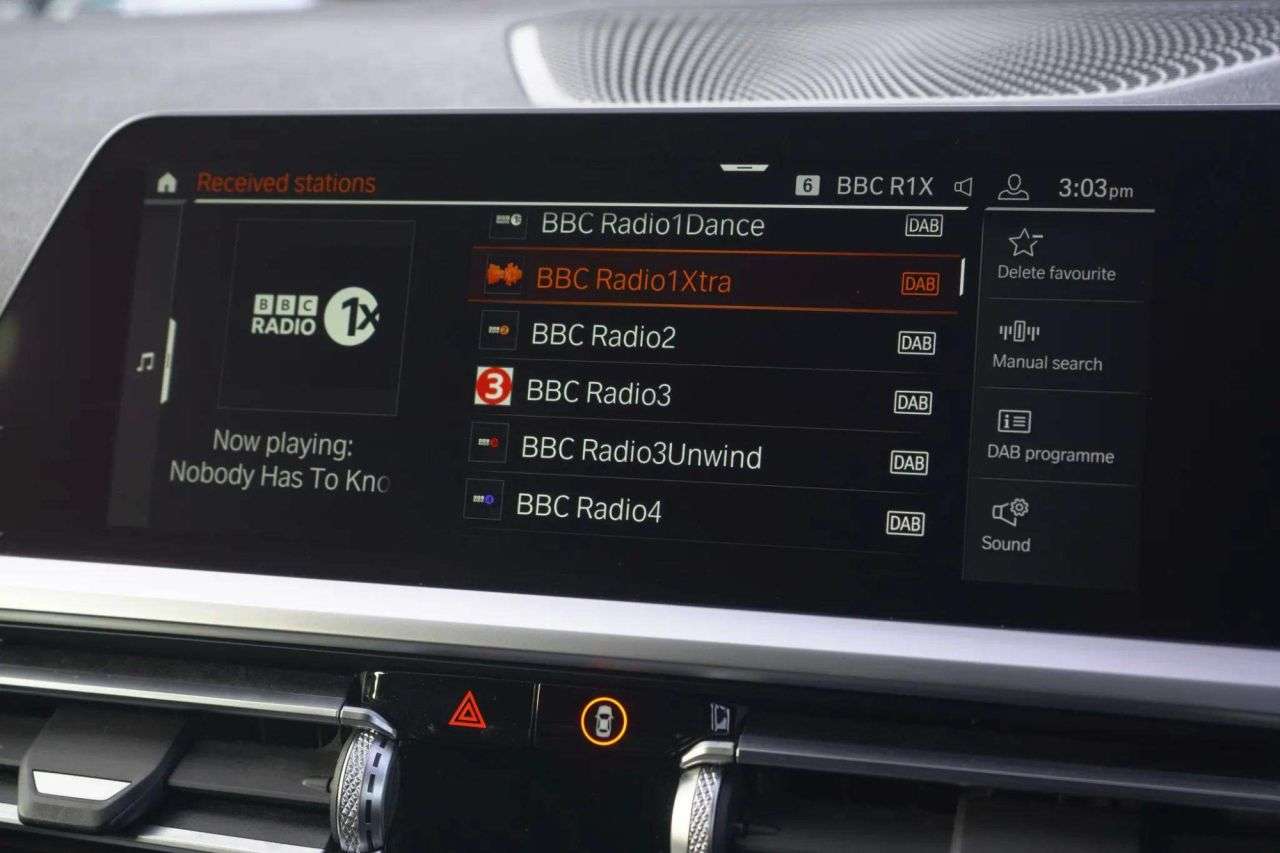 Received stations
6 BBC R1X 3:03pm
BBC Radio1Dance DAB
BBC Radio1Xtra DAB
BBC Radio2 DAB
BBC Radio3 DAB
BBC Radio3Unwind DAB
BBC Radio4 DAB
BBC
RADIO 1X
Now playing:
Nobody Has To Kno
3
Delete favourite
Manual search
DAB programme
Sound